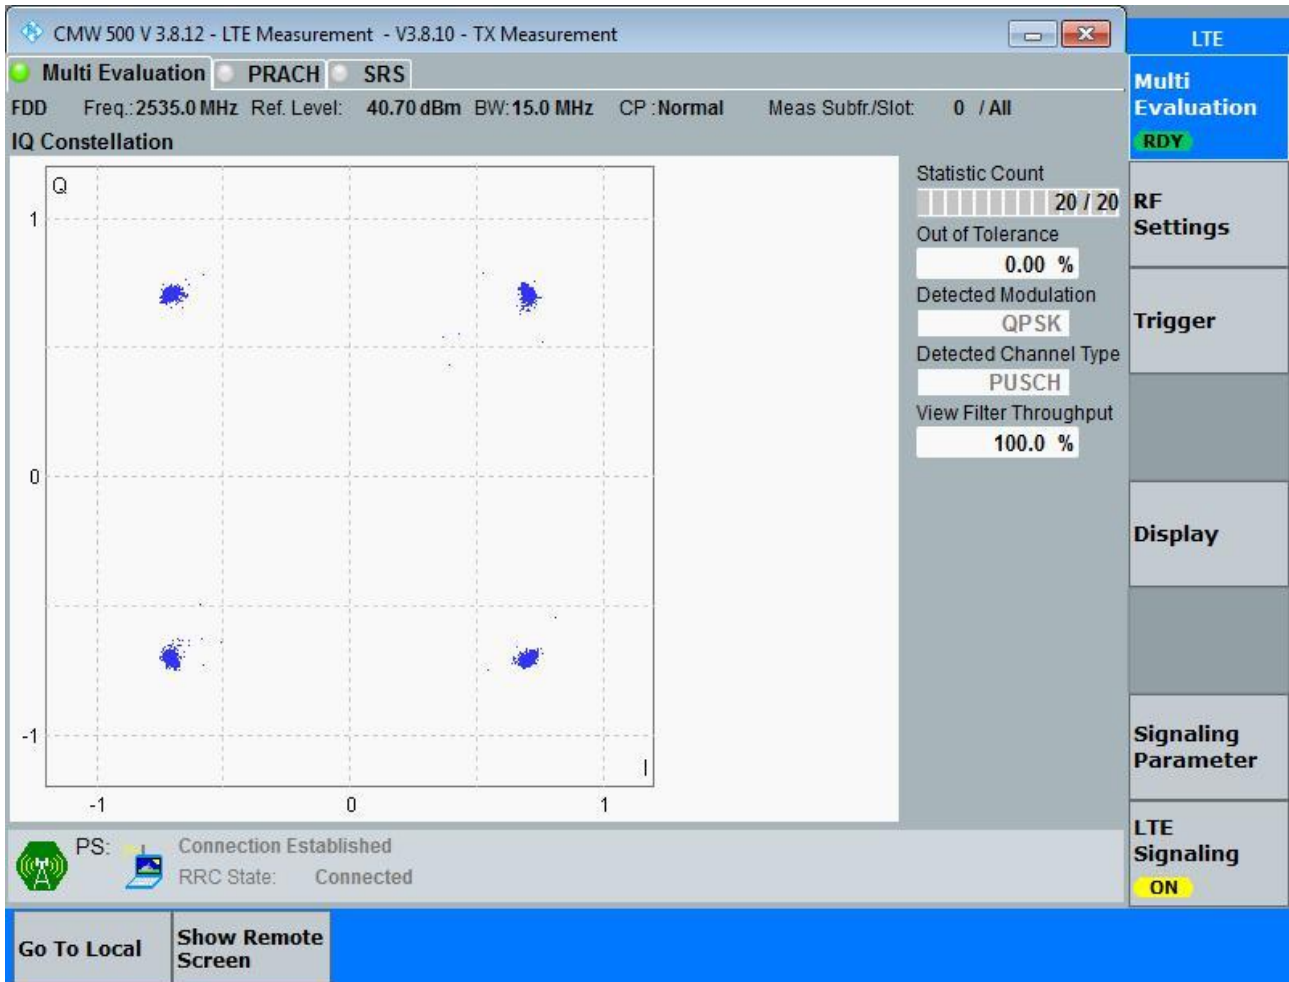 CMW 500 V 3.8.12 - LTE Measurement - V3.8.10 - TX Measurement
LTE
Multi Evaluation PRACH SRS
Multi
Evaluation
RDY
FDD Freg.: 2535.0 MHz Ref. Level: 40.70 dBm BW: 15.0 MHz CP : Normal Meas Subfr./Slot: 0 / All
IQ Constellation
Q
1
0
-1
I
-1 0 1
Statistic Count
20 / 20
Out of Tolerance
0.00 %
Detected Modulation
QPSK
Detected Channel Type
PUSCH
View Filter Throughput
100.0 %
RF
Settings
Trigger
Display
Signaling
Parameter
LTE
Signaling
ON
PS: Connection Established
RRC State: Connected
Go To Local
Show Remote
Screen